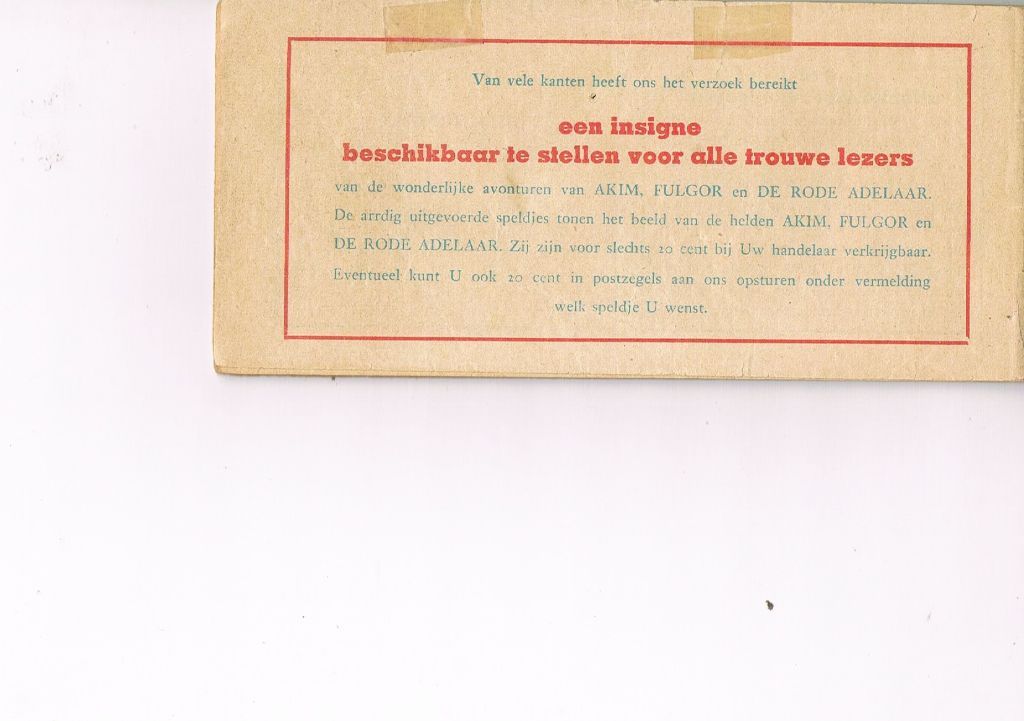 Van vele kanten heeft ons het verzoek bereikt
een insigne
beschikbaar te stellen voor alle trouwe lezers
van de wonderlijke avonturen van AKIM, FULGOR en DE RODE ADELAAR.
De arrdig uitgevoerde speldjes tonen het beeld van de helden AKIM, FULGOR en
DE RODE ADELAAR. Zij zijn voor slechts 20 cent bij Uw handelaar verkrijgbaar.
Eventueel kunt U ook 20 cent in postzegels aan ons opsturen onder vermelding
welk speldje U wenst.